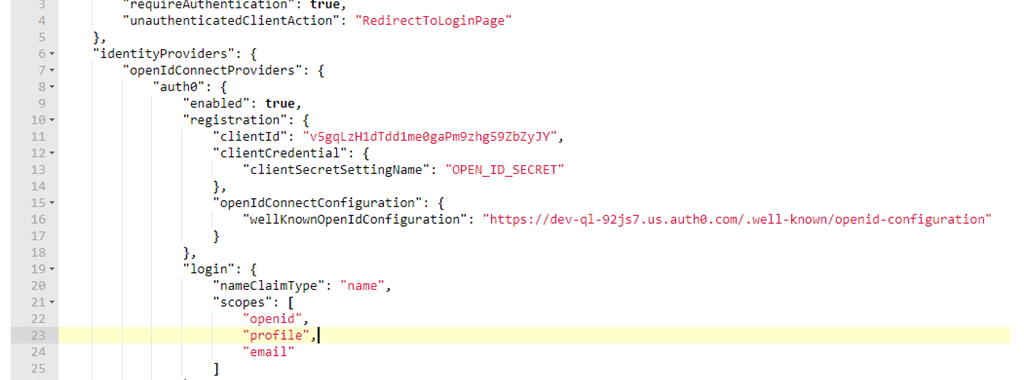 3 "requireAuthentication": true,
4 "unauthenticatedClientAction": "RedirectToLoginPage"
5 },
6 "identityProviders": {
7 "openIdConnectProviders": {
8 "auth0": {
9 "enabled": true,
10 "registration": {
11 "clientId": "v5gqLzH1dTdd1me0gaPm9zhg59ZbZyJY",
12 "clientCredential": {
13 "clientSecretSettingName": "OPEN_ID_SECRET"
14 },
15 "openIdConnectConfiguration": {
16 "wellKnownOpenIdConfiguration": "https://dev-ql-92js7.us.auth0.com/.well-known/openid-configuration"
17 }
18 },
19 "login": {
20 "nameClaimType": "name",
21 "scopes": [
22 "openid",
23 "profile",
24 "email"
25 ]